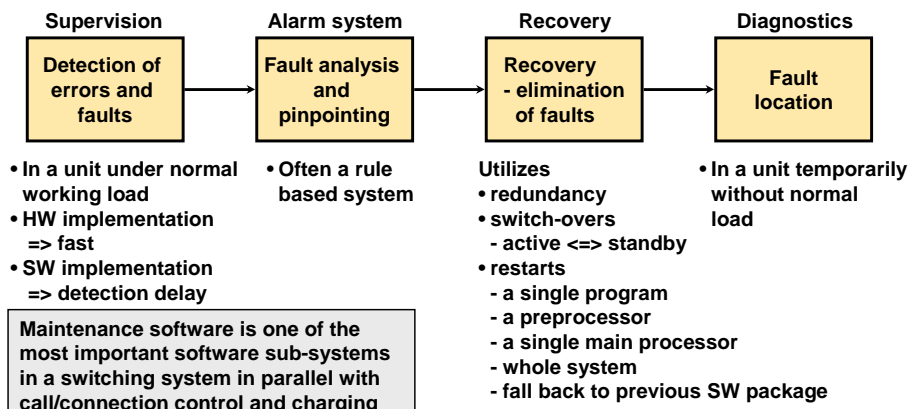 Supervision
Detection of
errors and
faults
• In a unit under normal
working load
• HW implementation
=> fast
• SW implementation
=> detection delay
Maintenance software is one of the
most important software sub-systems
in a switching system in parallel with
call/connection control and charging
Alarm system
Fault analysis
and
pinpointing
• Often a rule
based system
Recovery
Recovery
- elimination
of faults
Utilizes
• redundancy
• switch-overs
- active <=> standby
• restarts
- a single program
- a preprocessor
- a single main processor
- whole system
- fall back to previous SW package
Diagnostics
Fault
location
• In a unit temporarily
without normal
load